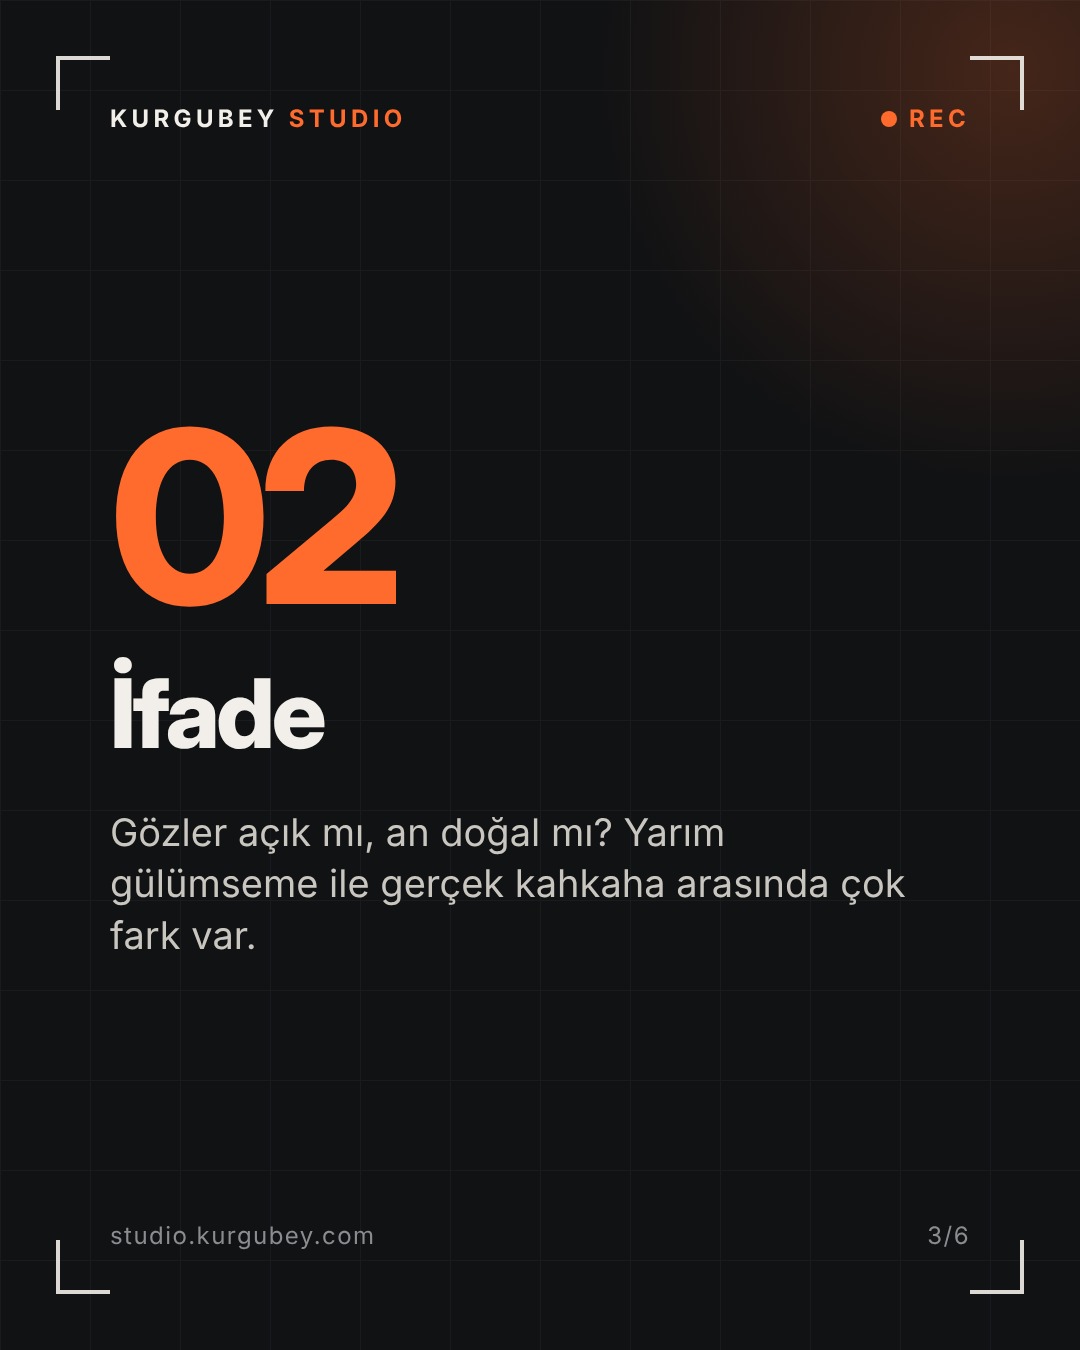 KURGUBEY STUDIO
REC
02
İfade
Gözler açık mı, an doğal mı? Yarım
gülümseme ile gerçek kahkaha arasında çok
fark var.
studio.kurgubey.com
3/6